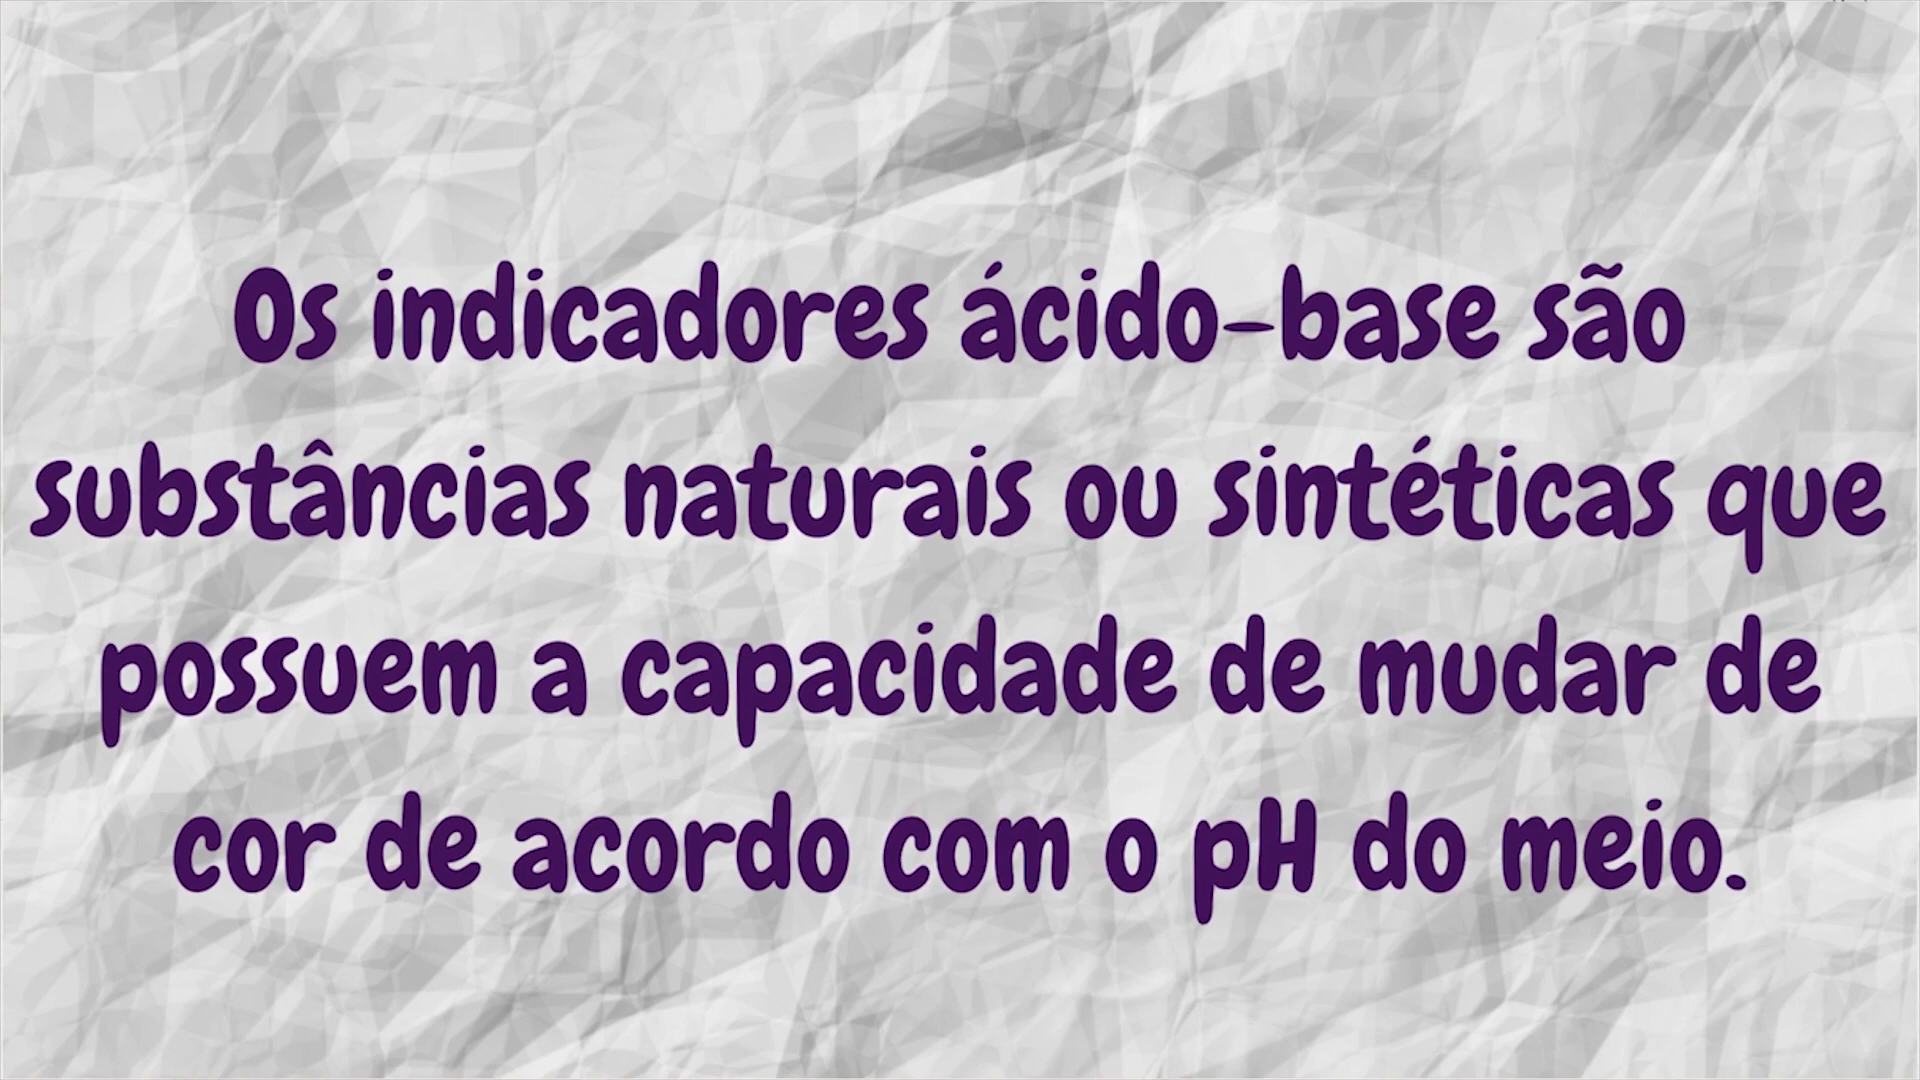 Os indicadores ácido-base são
substâncias naturais ou sintéticas que
possuem a capacidade de mudar de
cor de acordo com o pH do meio.